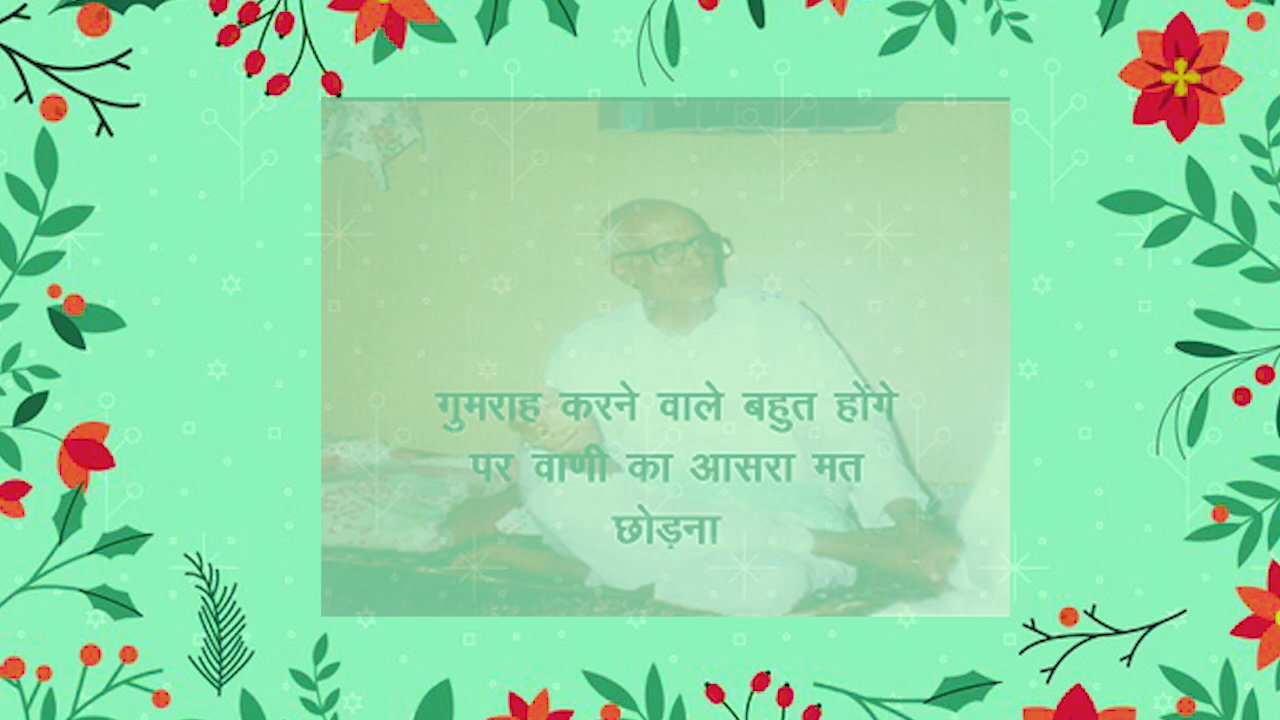 गुमराह करने वाले बहुत होंगे
पर वाणी का आसरा मत
छोड़ना